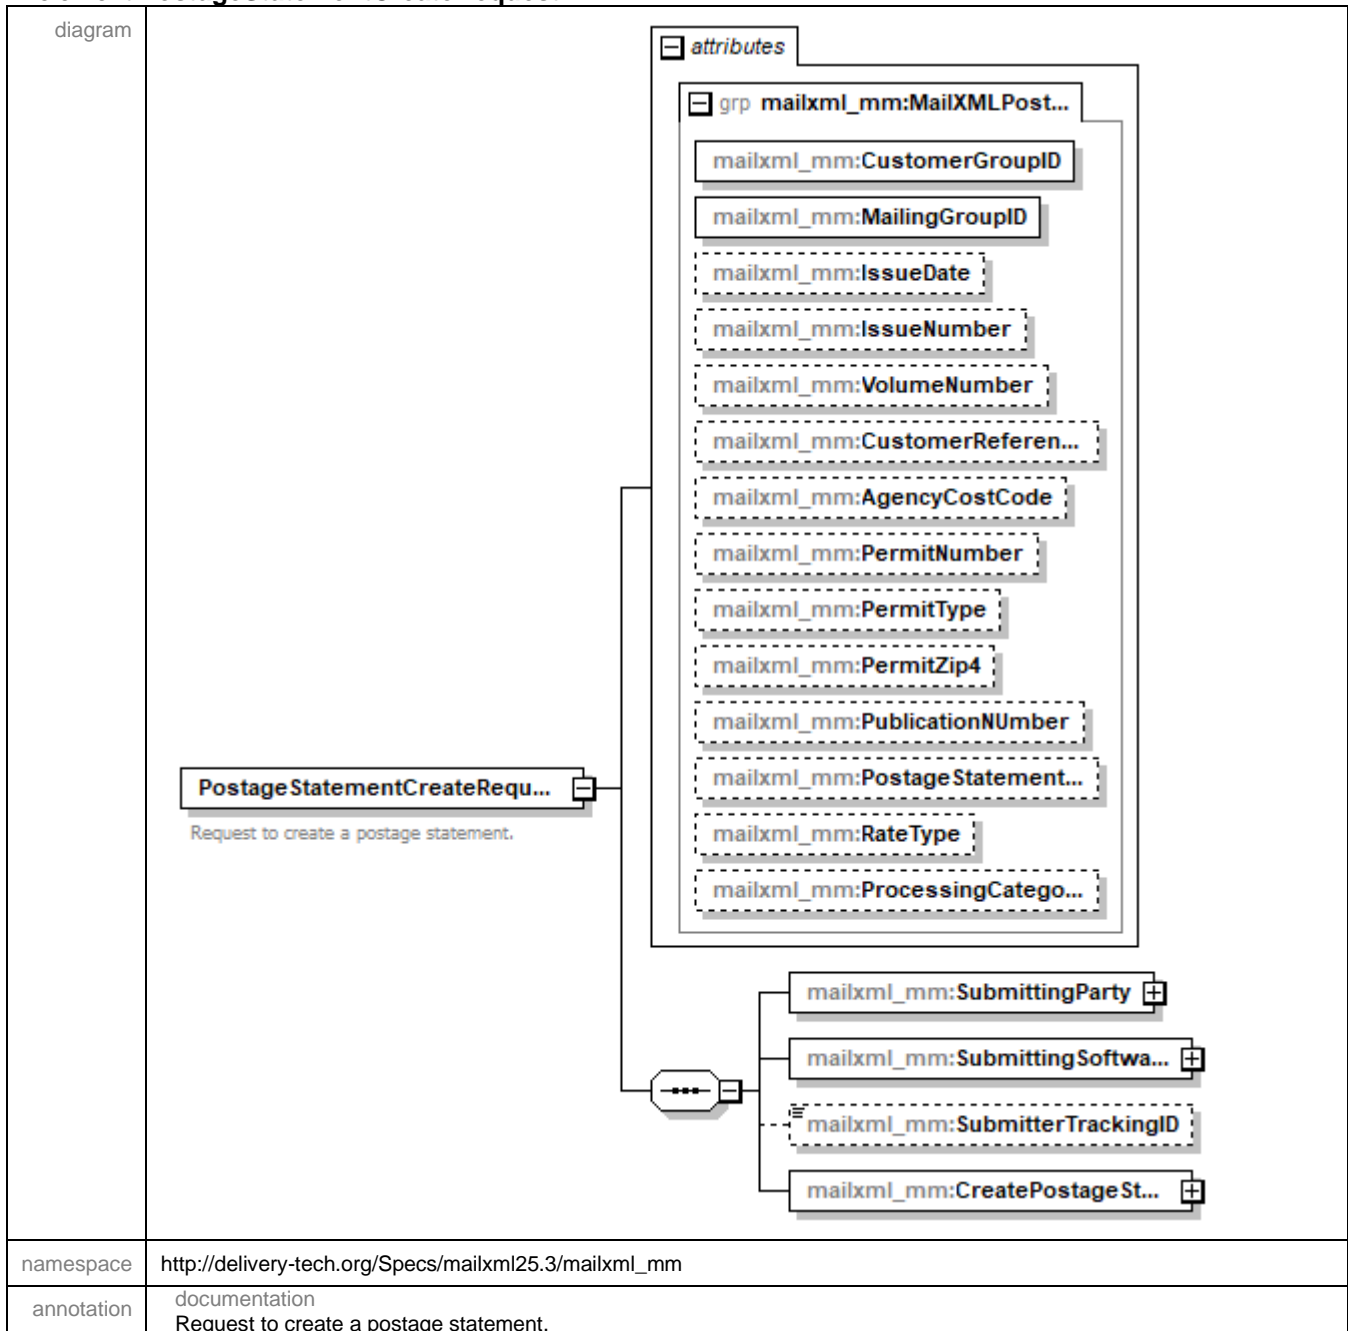 diagram
attributes
grp mailxml_mm:MailXMLPost...
mailxml_mm:CustomerGroupID
mailxml_mm:MailingGroupID
mailxml_mm:IssueDate
mailxml_mm:IssueNumber
mailxml_mm:VolumeNumber
mailxml_mm:CustomerReferen...
mailxml_mm:AgencyCostCode
mailxml_mm:PermitNumber
mailxml_mm:PermitType
mailxml_mm:PermitZip4
mailxml_mm:PublicationNUmber
mailxml_mm:PostageStatement...
mailxml_mm:RateType
mailxml_mm:ProcessingCatego...
PostageStatementCreateRequ...
Request to create a postage statement.
mailxml_mm:SubmittingParty
mailxml_mm:SubmittingSoftwa...
mailxml_mm:SubmitterTrackingID
mailxml_mm:CreatePostageSt...
namespace http://delivery-tech.org/Specs/mailxml25.3/mailxml_mm
annotation documentation
Request to create a postage statement.